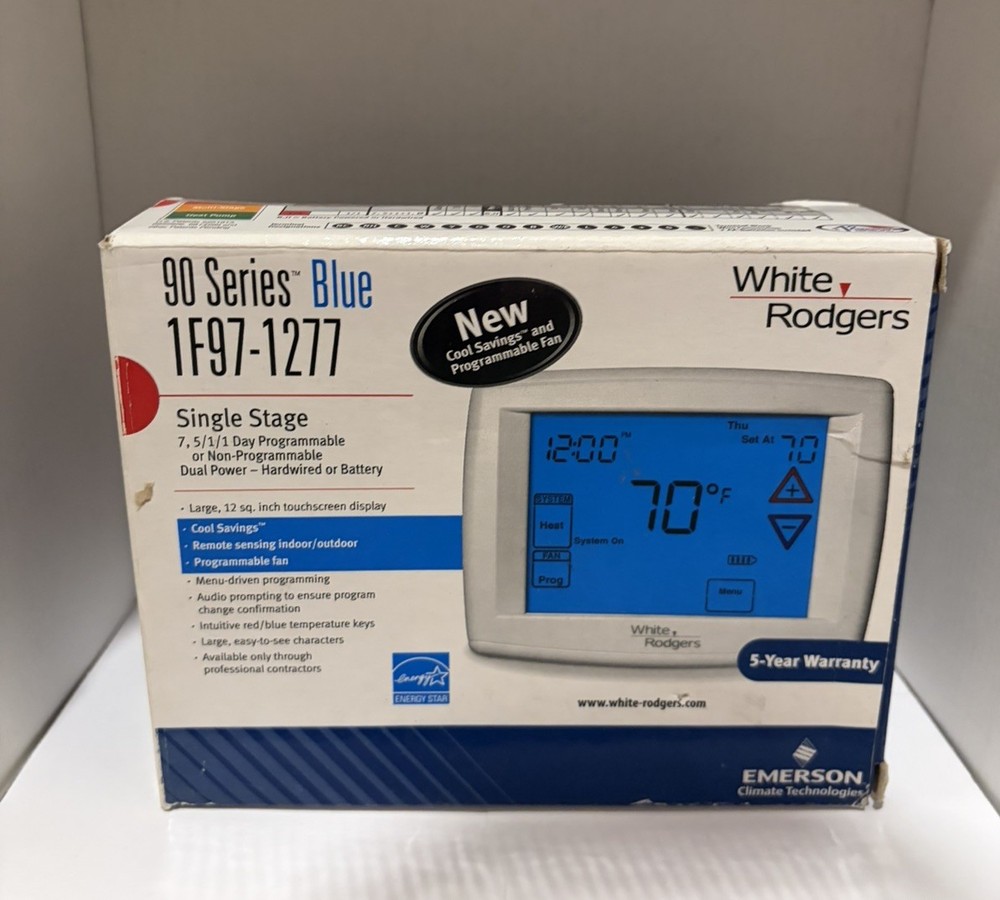 Multi-Stage
Heat Pump
90 Series™ Blue
1F97-1277
White
Rodgers
New
Cool Savings™ and
Programmable Fan
Single Stage
7, 5/1/1 Day Programmable
or Non-Programmable
Dual Power – Hardwired or Battery
· Large, 12 sq. inch touchscreen display
· Cool Savings™
· Remote sensing indoor/outdoor
· Programmable fan
· Menu-driven programming
· Audio prompting to ensure program
change confirmation
· Intuitive red/blue temperature keys
· Large, easy-to-see characters
· Available only through
professional contractors
energy
ENERGY STAR
Thu
12:00 PM
Set At 70
70°F
+
SYSTEM
Heat
System On
−
FAN
Prog
Menu
White
Rodgers
5-Year Warranty
www.white-rodgers.com
EMERSON
Climate Technologies